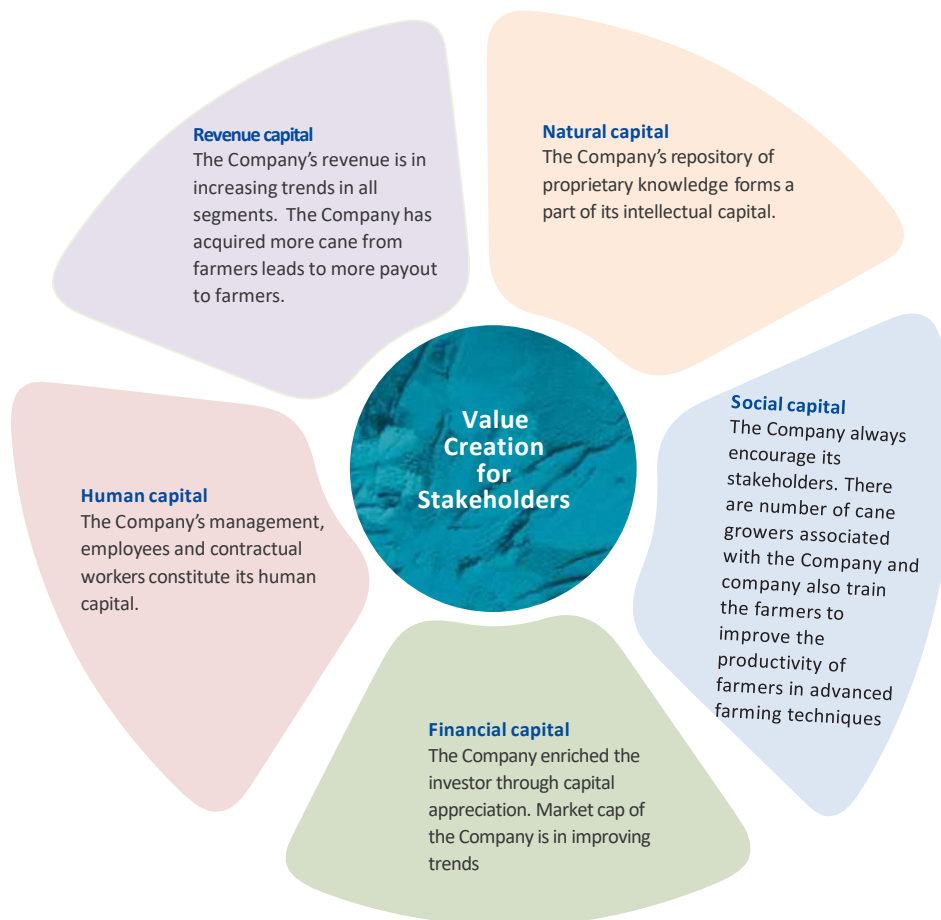 Revenue capital
The Company's revenue is in
increasing trends in all
segments. The Company has
acquired more cane from
farmers leads to more payout
to farmers.
Natural capital
The Company's repository of
proprietary knowledge forms a
part of its intellectual capital.
Social capital
The Company always
encourage its
stakeholders. There
are number of cane
growers associated
with the Company and
company also train
the farmers to
improve the
productivity of
farmers in advanced
farming techniques
Value
Creation
for
Stakeholders
Human capital
The Company's management,
employees and contractual
workers constitute its human
capital.
Financial capital
The Company enriched the
investor through capital
appreciation. Market cap of
the Company is in improving
trends